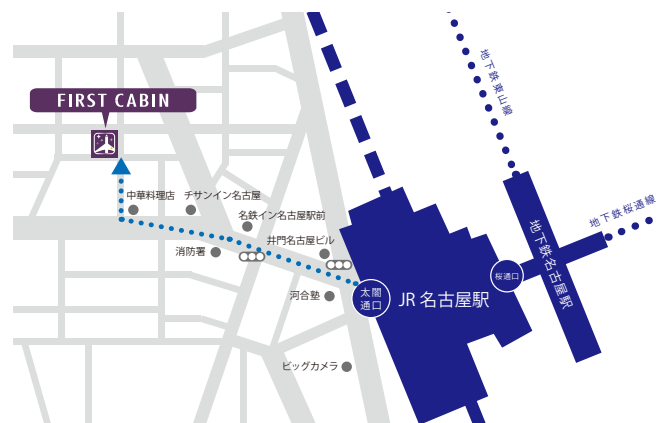 FIRST CABIN
地下鉄東山線
中華料理店
チサンイン名古屋
名鉄イン名古屋駅前
地下鉄桜通線
消防署
井門名古屋ビル
地下鉄名古屋駅
桜通口
太閤
通口
JR 名古屋駅
河合塾
ビッグカメラ